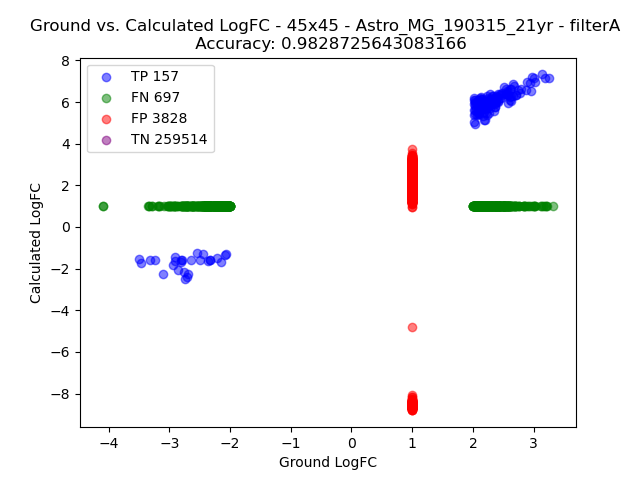 Ground vs. Calculated LogFC - 45x45 - Astro_MG_190315_21yr - filterA
Accuracy: 0.9828725643083166
TP 157
FN 697
FP 3828
TN 259514
8
6
4
2
0
−2
−4
−6
−8
Calculated LogFC
−4
−3
−2
−1
0
1
2
3
Ground LogFC